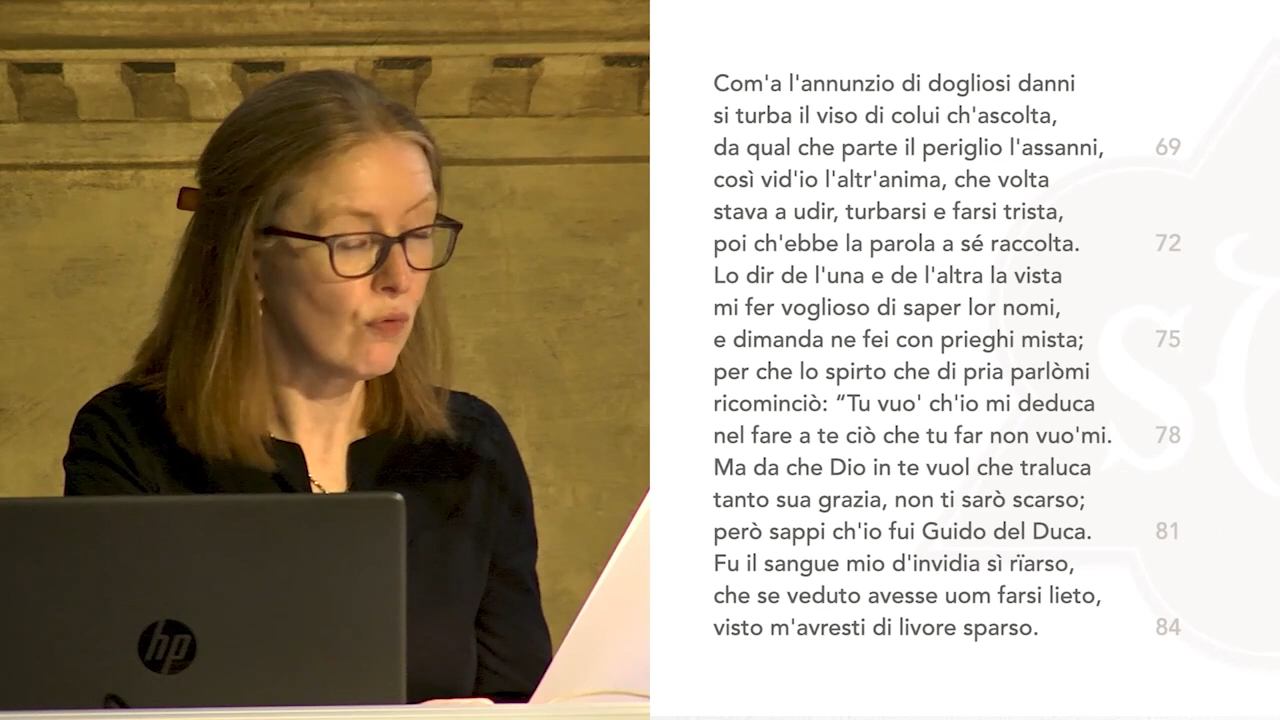 Com'a l'annunzio di dogliosi danni
si turba il viso di colui ch'ascolta,
da qual che parte il periglio l'assanni, 69
così vid'io l'altr'anima, che volta
stava a udir, turbarsi e farsi trista,
poi ch'ebbe la parola a sé raccolta. 72
Lo dir de l'una e de l'altra la vista
mi fer voglioso di saper lor nomi,
e dimanda ne fei con prieghi mista; 75
per che lo spirto che di pria parlòmi
ricominciò: “Tu vuo' ch'io mi deduca
nel fare a te ciò che tu far non vuo'mi. 78
Ma da che Dio in te vuol che traluca
tanto sua grazia, non ti sarò scarso;
però sappi ch'io fui Guido del Duca. 81
Fu il sangue mio d'invidia sì rïarso,
che se veduto avesse uom farsi lieto,
visto m'avresti di livore sparso. 84
hp